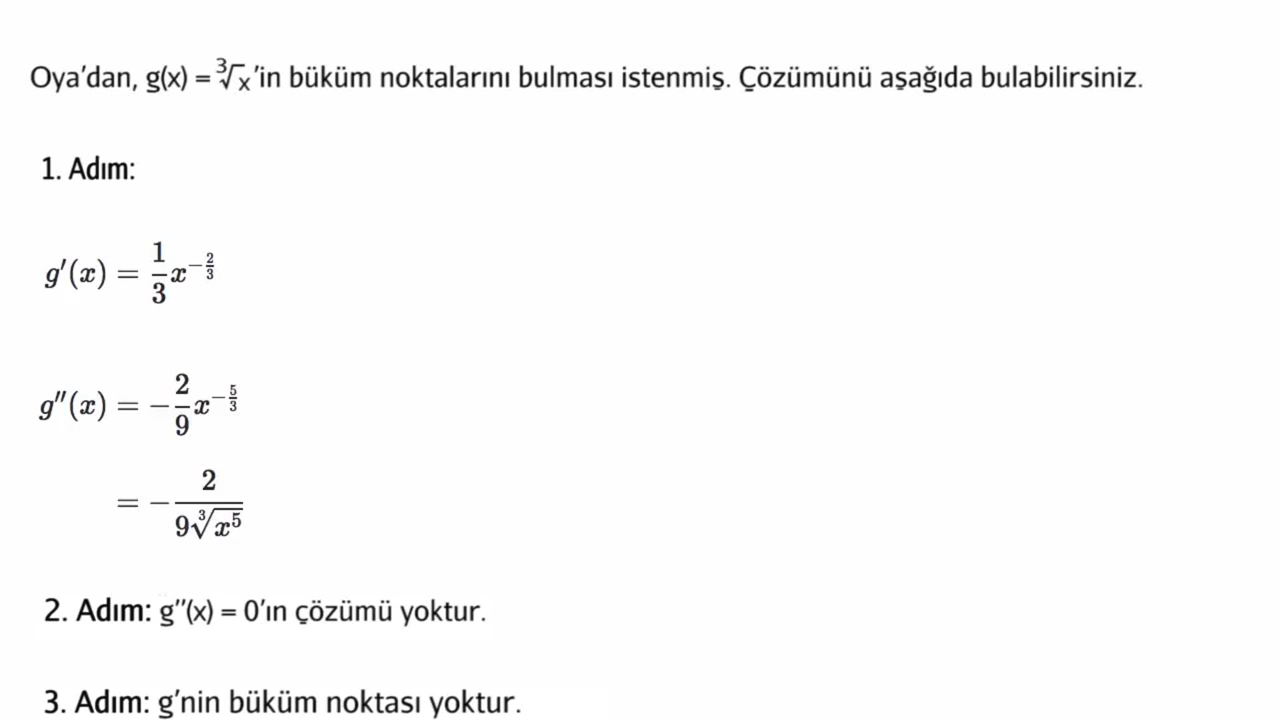 Oya'dan, g(x) = ∛x'in büküm noktalarını bulması istenmiş. Çözümünü aşağıda bulabilirsiniz.
1. Adım:
g′(x) = 1/3 x^(-2/3)
g″(x) = -2/9 x^(-5/3)
= -2/(9∛(x^5))
2. Adım: g''(x) = 0'ın çözümü yoktur.
3. Adım: g'nin büküm noktası yoktur.